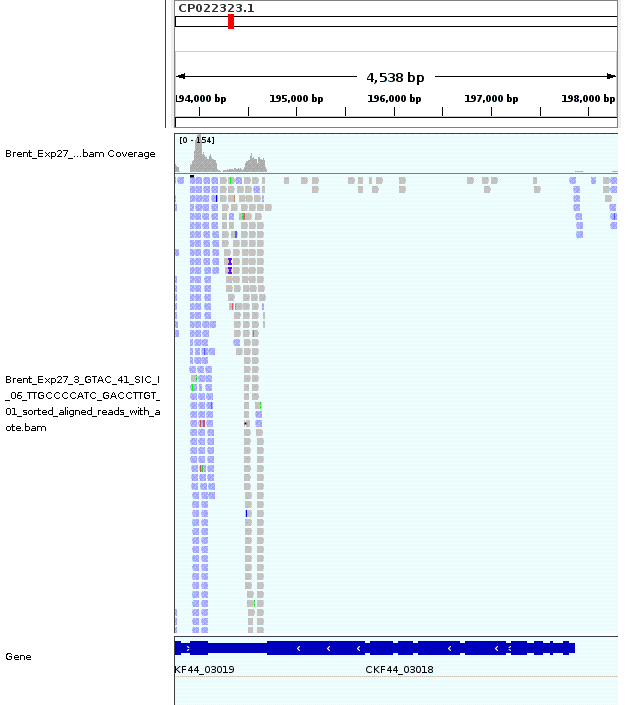 CP022323.1
4,538 bp
194,000 bp 195,000 bp 196,000 bp 197,000 bp 198,000 bp
[0 - 154]
Brent_Exp27_...bam Coverage
Brent_Exp27_3_GTAC_41_SIC_I
_06_TTGCCCCATC_GACCTTGT_
01_sorted_aligned_reads_with_a
ote.bam
Gene
KF44_03019 CKF44_03018